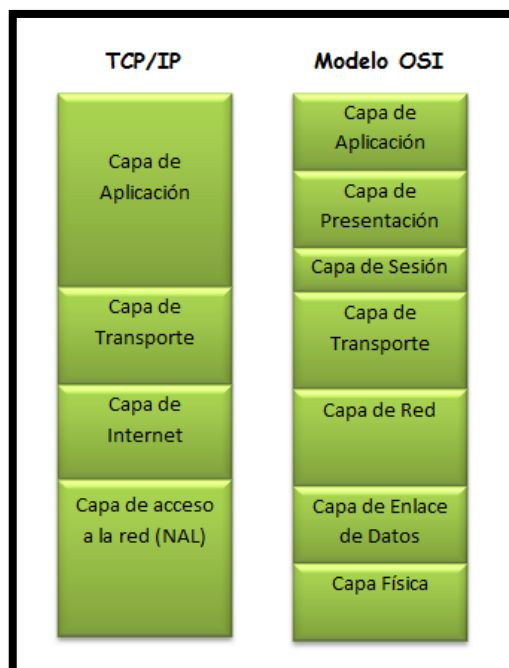 TCP/IP
Capa de
Aplicación
Capa de
Transporte
Capa de
Internet
Capa de acceso
a la red (NAL)
Modelo OSI
Capa de
Aplicación
Capa de
Presentación
Capa de Sesión
Capa de
Transporte
Capa de Red
Capa de Enlace
de Datos
Capa Física